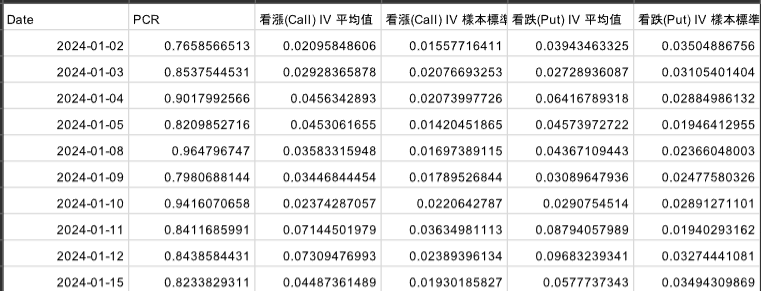 Date PCR 看漲(Call) IV 平均值 看漲(Call) IV 樣本標準 看跌(Put) IV 平均值 看跌(Put) IV 樣本標準
2024-01-02 0.7658566513 0.02095848606 0.01557716411 0.03943463325 0.03504886756
2024-01-03 0.8537544531 0.02928365878 0.02076693253 0.02728936087 0.03105401404
2024-01-04 0.9017992566 0.0456342893 0.02073997726 0.06416789318 0.02884986132
2024-01-05 0.8209852716 0.0453061655 0.01420451865 0.04573972722 0.01946412955
2024-01-08 0.964796747 0.03583315948 0.01697389115 0.04367109443 0.02366048003
2024-01-09 0.7980688144 0.03446844454 0.01789526844 0.03089647936 0.02477580326
2024-01-10 0.9416070658 0.02374287057 0.0220642787 0.0290754514 0.02891271101
2024-01-11 0.8411685991 0.07144501979 0.03634981113 0.08794057989 0.01940293162
2024-01-12 0.8438584431 0.07309476993 0.02389396134 0.09683239341 0.03274441081
2024-01-15 0.8233829311 0.04487361489 0.01930185827 0.0577737343 0.03494309869